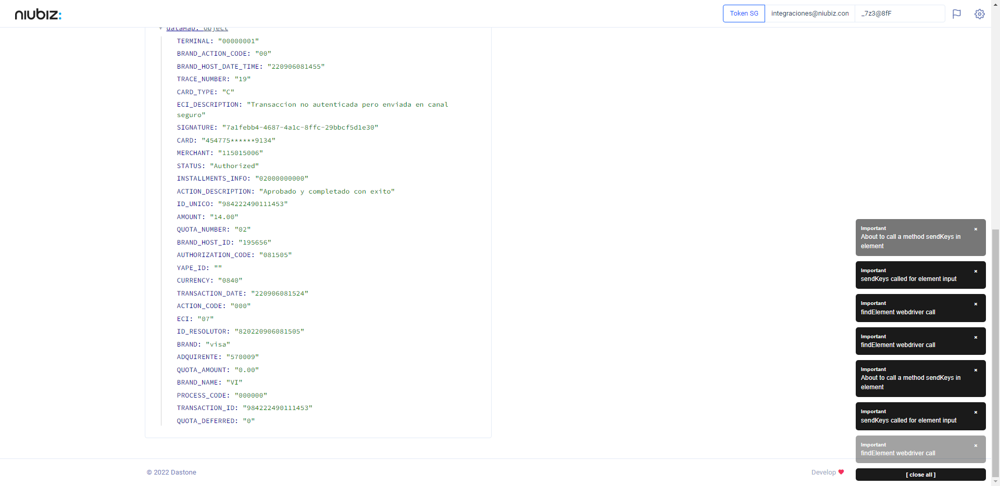 niubiz:
Token SG
integraciones@niubiz.con
_7z3@8fF
dataMap: object
TERMINAL: "00000001"
BRAND_ACTION_CODE: "00"
BRAND_HOST_DATE_TIME: "220906081455"
TRACE_NUMBER: "19"
CARD_TYPE: "C"
ECI_DESCRIPTION: "Transaccion no autenticada pero enviada en canal
seguro"
SIGNATURE: "7a1febb4-4687-4a1c-8ffc-29bbcf5d1e30"
CARD: "454775******9134"
MERCHANT: "115015006"
STATUS: "Authorized"
INSTALLMENTS_INFO: "02000000000"
ACTION_DESCRIPTION: "Aprobado y completado con exito"
ID_UNICO: "984222490111453"
AMOUNT: "14.00"
QUOTA_NUMBER: "02"
BRAND_HOST_ID: "195656"
AUTHORIZATION_CODE: "081505"
YAPE_ID: ""
CURRENCY: "0840"
TRANSACTION_DATE: "220906081524"
ACTION_CODE: "000"
ECI: "07"
ID_RESOLUTOR: "820220906081505"
BRAND: "visa"
ADQUIRENTE: "570009"
QUOTA_AMOUNT: "0.00"
BRAND_NAME: "VI"
PROCESS_CODE: "000000"
TRANSACTION_ID: "984222490111453"
QUOTA_DEFERRED: "0"
Important
About to call a method sendKeys in
element
Important
sendKeys called for element input
Important
findElement webdriver call
Important
findElement webdriver call
Important
About to call a method sendKeys in
element
Important
sendKeys called for element input
Important
findElement webdriver call
[ close all ]
© 2022 Dastone
Develop